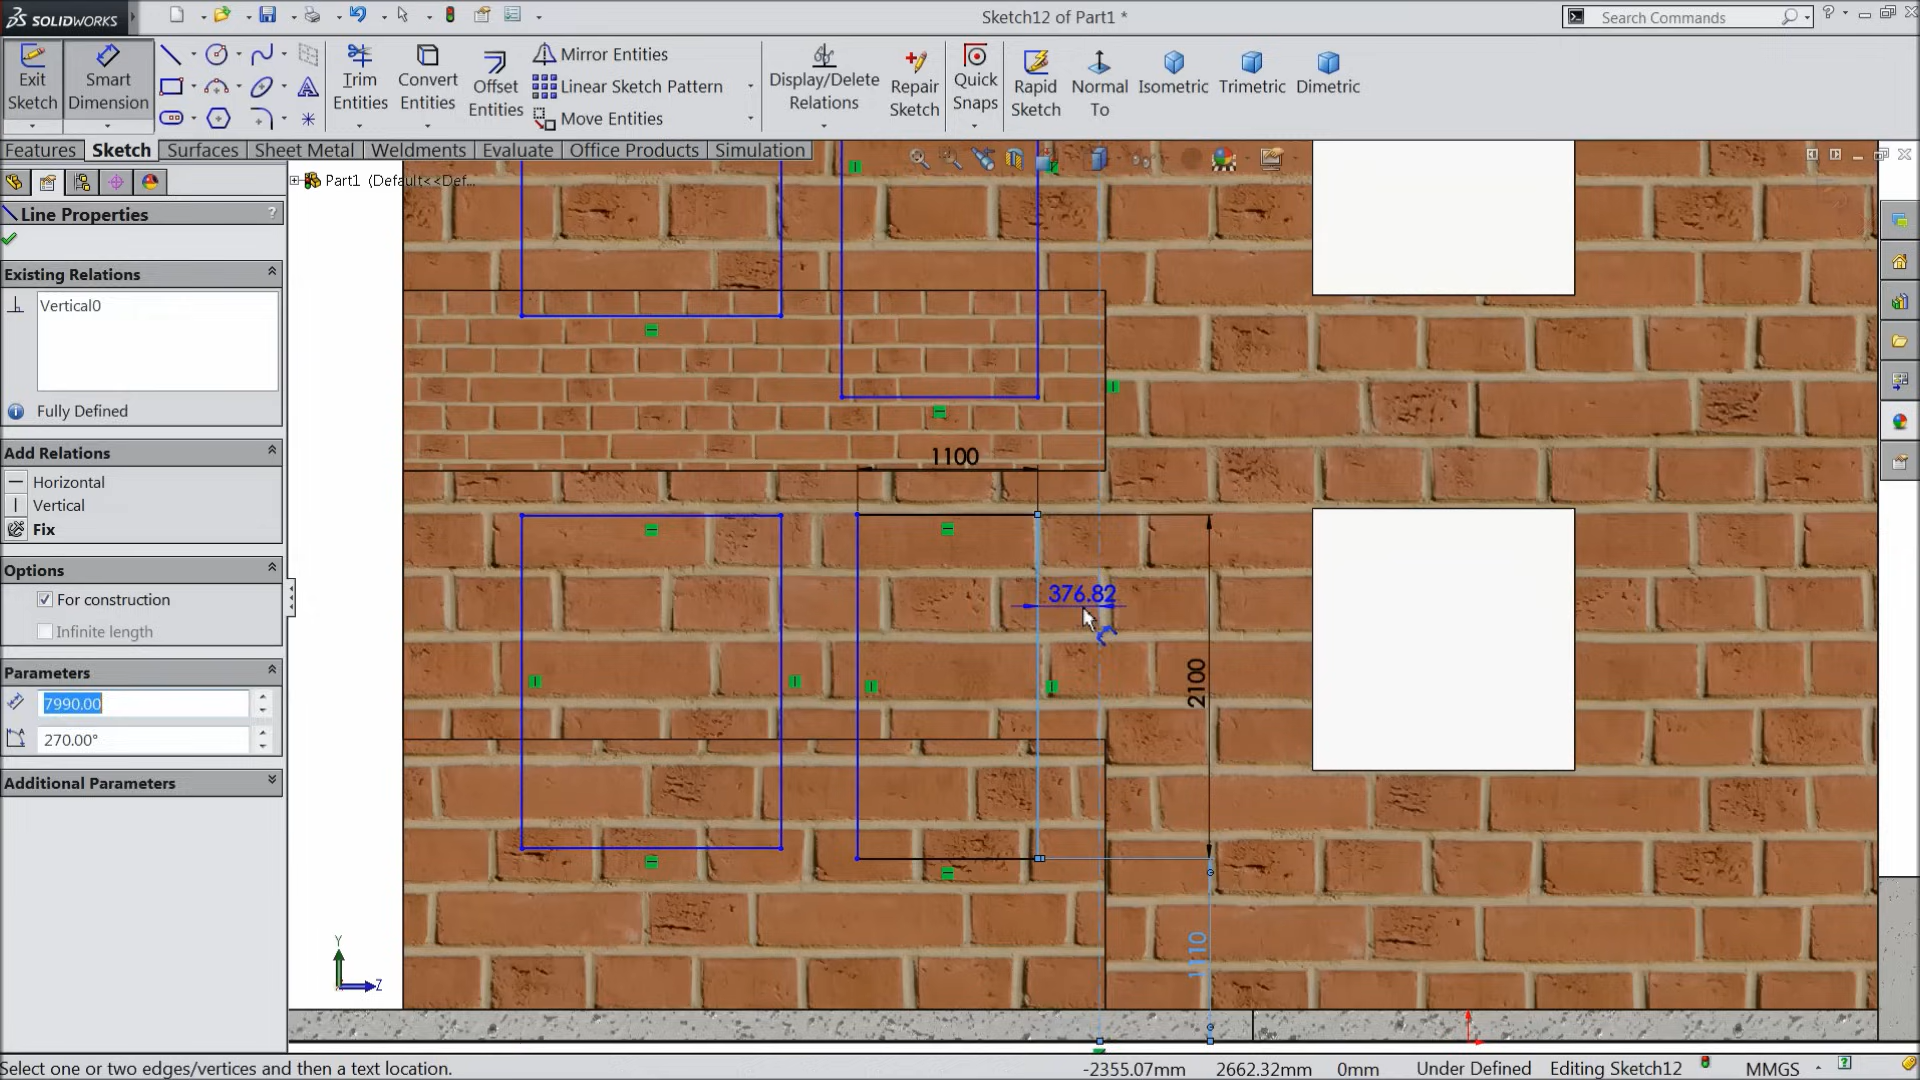 SOLIDWORKS
Sketch12 of Part1 *
Search Commands
Exit Sketch
Smart Dimension
Trim Entities
Convert Entities
Offset Entities
Mirror Entities
Linear Sketch Pattern
Move Entities
Display/Delete Relations
Repair Sketch
Quick Snaps
Rapid Sketch
Normal To
Isometric
Trimetric
Dimetric
Features
Sketch
Surfaces
Sheet Metal
Weldments
Evaluate
Office Products
Simulation
Part1 (Default<<Def...
Line Properties
?
Existing Relations
Vertical0
Fully Defined
Add Relations
Horizontal
Vertical
Fix
Options
For construction
Infinite length
Parameters
7990.00
270.00°
Additional Parameters
1100
376.82
2100
1110
Y
Z
Select one or two edges/vertices and then a text location.
-2355.07mm
2662.32mm
0mm
Under Defined
Editing Sketch12
MMGS